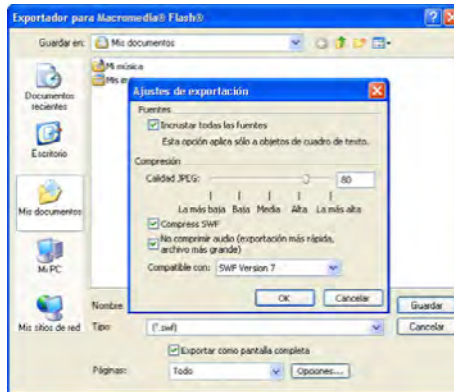 Exportador para Macromedia® Flash®
Guardar en: Mis documentos
Mi música
Mis
Documentos
recientes
Escritorio
Mis documentos
Mi PC
Mis sitios de red
Ajustes de exportación
Fuentes
Incrustar todas las fuentes
Esta opción aplica sólo a objetos de cuadro de texto.
Compresión
Calidad JPEG: 80
La más baja Baja Media Alta La más alta
Compress SWF
No comprimir audio (exportación más rápida,
archivo más grande)
Compatible con: SWF Version 7
OK Cancelar
Nombre Guardar
Tipo: (*.swf) Cancelar
Exportar como pantalla completa
Páginas: Todo Opciones...